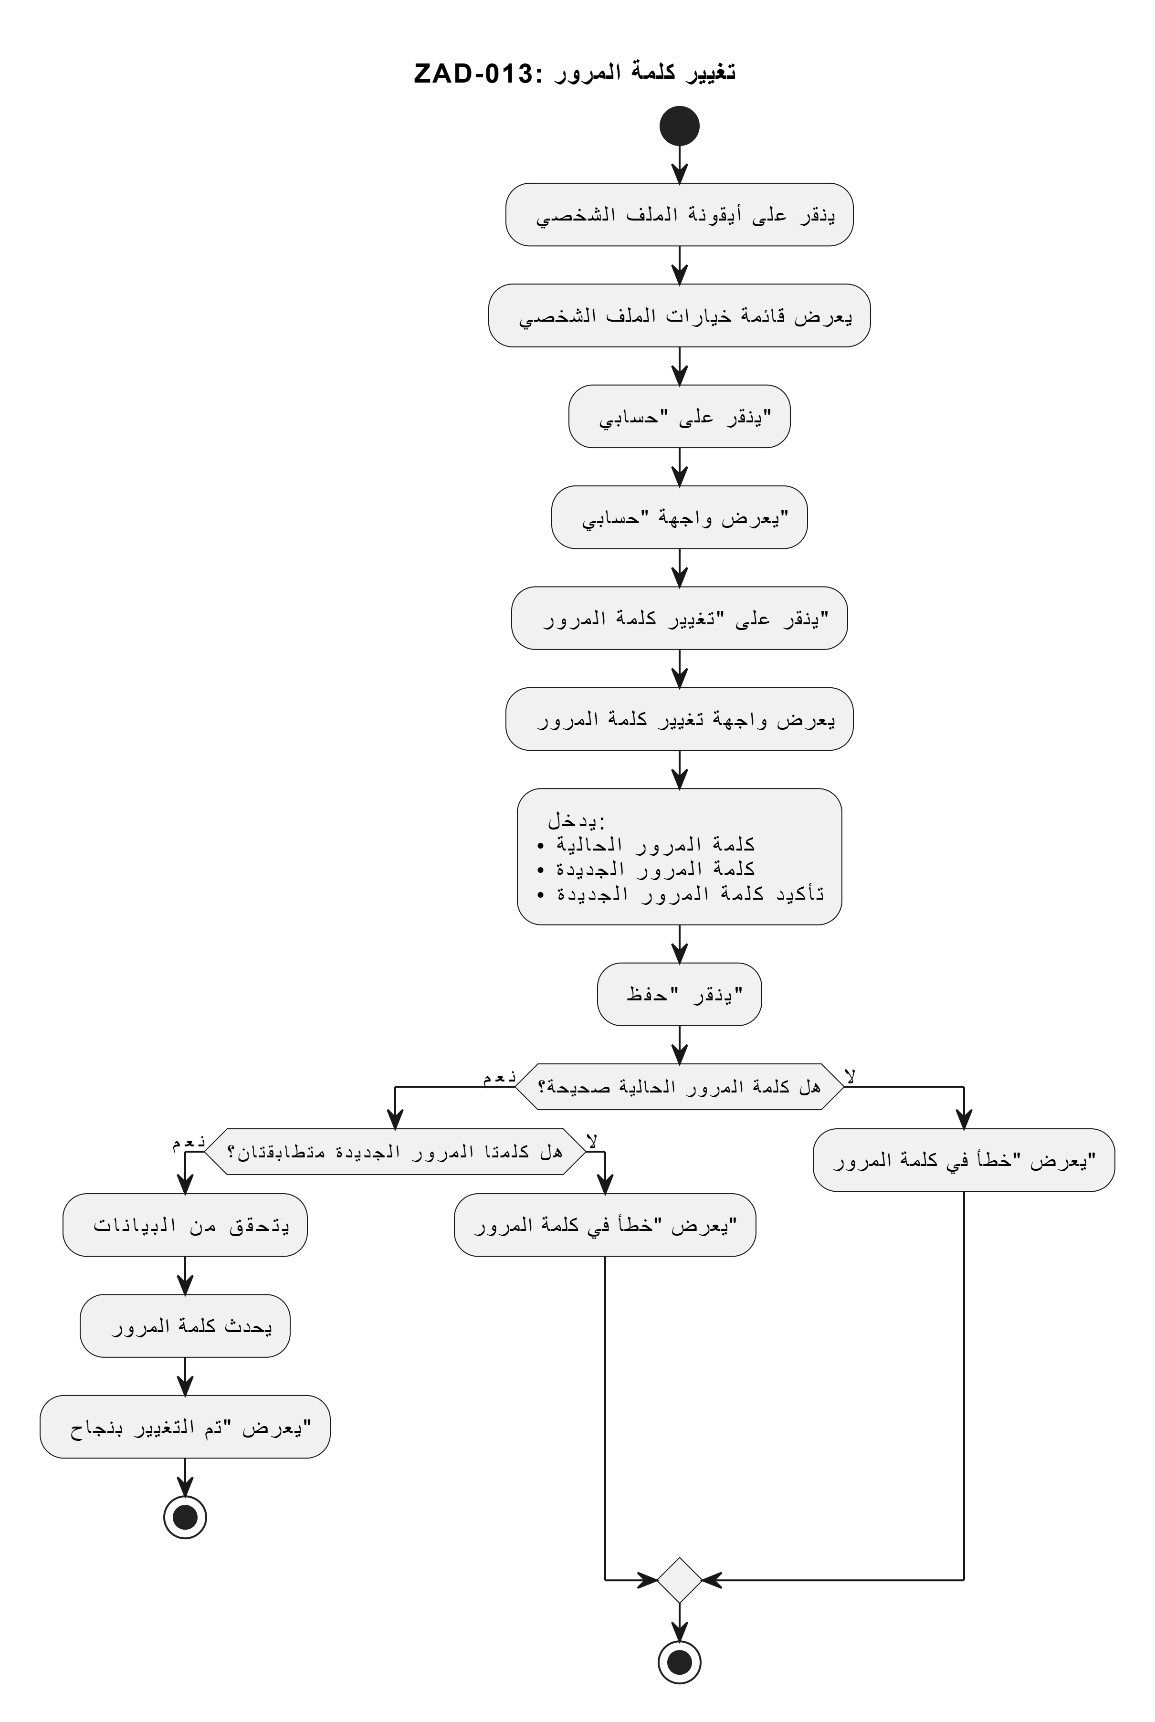 ZAD-013: تغيير كلمة المرور
ينقر على أيقونة الملف الشخصي
يعرض قائمة خيارات الملف الشخصي
ينقر على "حسابي"
يعرض واجهة "حسابي"
ينقر على "تغيير كلمة المرور"
يعرض واجهة تغيير كلمة المرور
يدخل:
• كلمة المرور الحالية
• كلمة المرور الجديدة
• تأكيد كلمة المرور الجديدة
ينقر "حفظ"
هل كلمة المرور الحالية صحيحة؟
نعم
لا
هل كلمتا المرور الجديدة متطابقتان؟
نعم
لا
يعرض "خطأ في كلمة المرور"
يتحقق من البيانات
يعرض "خطأ في كلمة المرور"
يحدث كلمة المرور
يعرض "تم التغيير بنجاح"